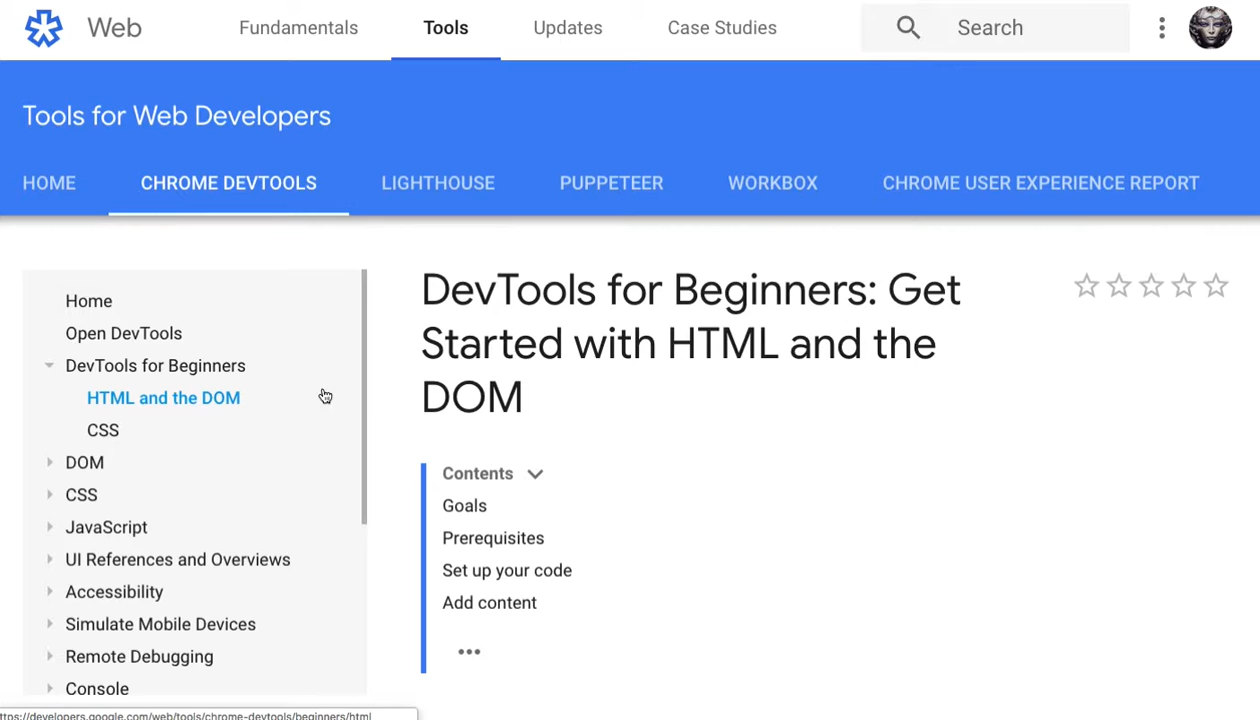 Web Fundamentals Tools Updates Case Studies Search
Tools for Web Developers
HOME CHROME DEVTOOLS LIGHTHOUSE PUPPETEER WORKBOX CHROME USER EXPERIENCE REPORT
Home
Open DevTools
DevTools for Beginners
HTML and the DOM
CSS
DOM
CSS
JavaScript
UI References and Overviews
Accessibility
Simulate Mobile Devices
Remote Debugging
Console
DevTools for Beginners: Get
Started with HTML and the
DOM
Contents
Goals
Prerequisites
Set up your code
Add content
•••
ttps://developers.google.com/web/tools/chrome-devtools/beginners/html